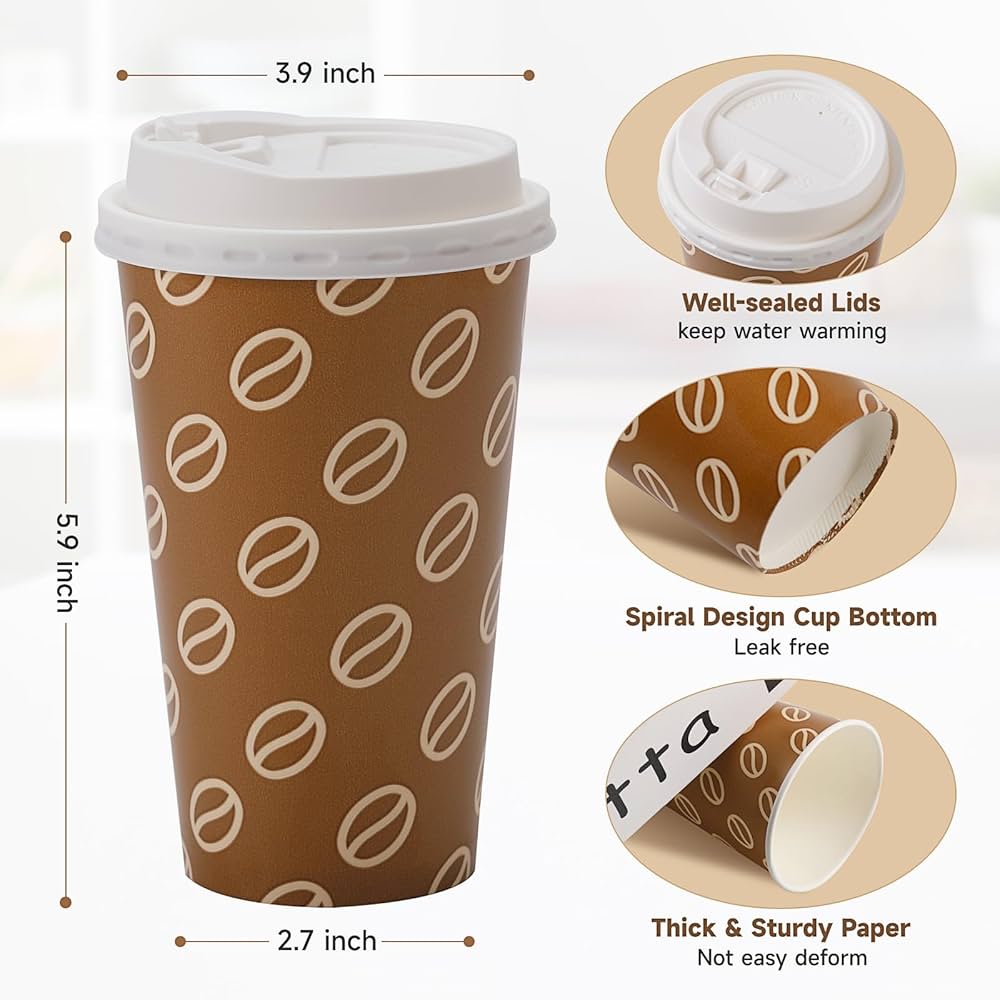 3.9 inch
5.9 inch
2.7 inch
Well-sealed Lids
keep water warming
Spiral Design Cup Bottom
Leak free
tta
Thick & Sturdy Paper
Not easy deform